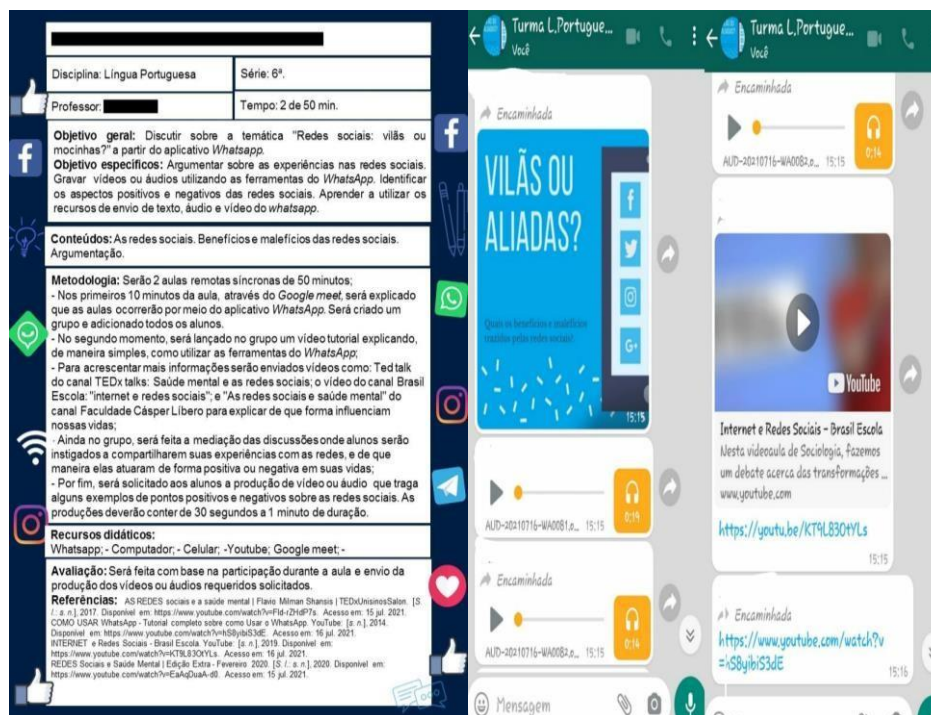 Disciplina: Língua Portuguesa
Série: 6ª.
Professor:
Tempo: 2 de 50 min.
Objetivo geral: Discutir sobre a temática "Redes sociais: vilãs ou
mocinhas?" a partir do aplicativo Whatsapp.
Objetivo específicos: Argumentar sobre as experiências nas redes sociais.
Gravar vídeos ou áudios utilizando as ferramentas do WhatsApp. Identificar
os aspectos positivos e negativos das redes sociais. Aprender a utilizar os
recursos de envio de texto, áudio e vídeo do whatsapp.
Conteúdos: As redes sociais. Benefícios e malefícios das redes sociais.
Argumentação.
Metodologia: Serão 2 aulas remotas síncronas de 50 minutos;
- Nos primeiros 10 minutos da aula, através do Google meet, será explicado
que as aulas ocorrerão por meio do aplicativo WhatsApp. Será criado um
grupo e adicionado todos os alunos.
- No segundo momento, será lançado no grupo um vídeo tutorial explicando,
de maneira simples, como utilizar as ferramentas do WhatsApp;
- Para acrescentar mais informações serão enviados vídeos como: Ted talk
do canal TEDx talks: Saúde mental e as redes sociais; o vídeo do canal Brasil
Escola: "internet e redes sociais"; e "As redes sociais e saúde mental" do
canal Faculdade Cásper Líbero para explicar de que forma influenciam
nossas vidas;
- Ainda no grupo, será feita a mediação das discussões onde alunos serão
instigados a compartilharem suas experiências com as redes, e de que
maneira elas atuaram de forma positiva ou negativa em suas vidas;
- Por fim, será solicitado aos alunos a produção de vídeo ou áudio que traga
alguns exemplos de pontos positivos e negativos sobre as redes sociais. As
produções deverão conter de 30 segundos a 1 minuto de duração.
Recursos didáticos:
Whatsapp; - Computador; - Celular; -Youtube; Google meet; -
Avaliação: Será feita com base na participação durante a aula e envio da
produção dos vídeos ou áudios requeridos solicitados.
Referências: AS REDES sociais e a saúde mental | Flavio Milman Shansis | TEDxUnisinosSalon. [S.
l.: s. n.], 2017. Disponível em: https://www.youtube.com/watch?v=Fld-rZHdP7s. Acesso em: 15 jul. 2021.
COMO USAR WhatsApp - Tutorial completo sobre como Usar o WhatsApp. YouTube: [s. n.], 2014.
Disponível em: https://www.youtube.com/watch?v=hS8yibiS3dE. Acesso em: 16 jul. 2021.
INTERNET e Redes Sociais - Brasil Escola. YouTube: [s. n.], 2019. Disponível em:
https://www.youtube.com/watch?v=KT9L83OtYLs. Acesso em: 16 jul. 2021.
REDES Sociais e Saúde Mental | Edição Extra - Fevereiro 2020. [S. l.: s. n.], 2020. Disponível em:
https://www.youtube.com/watch?v=EaAqDuaA-d0. Acesso em: 15 jul. 2021.
Turma L.Portugue...
Você
Encaminhada
VILÃS OU
ALIADAS?
Quais os benefícios e malefícios
trazidos pelas redes sociais?
G+
15:15
0:19
AUD-20210716-WA0081.o... 15:15
Encaminhada
0:14
AUD-20210716-WA0082.o... 15:15
Mensagem
Turma L.Portugue...
Você
Encaminhada
0:14
AUD-20210716-WA0082.o... 15:15
YouTube
Internet e Redes Sociais - Brasil Escola
Nesta videoaula de Sociologia, fazemos
um debate acerca das transformações ...
www.youtube.com
https://youtu.be/KT9L83OtYLs
15:15
Encaminhada
https://www.youtube.com/watch?v
=hS8yibiS3dE
15:16